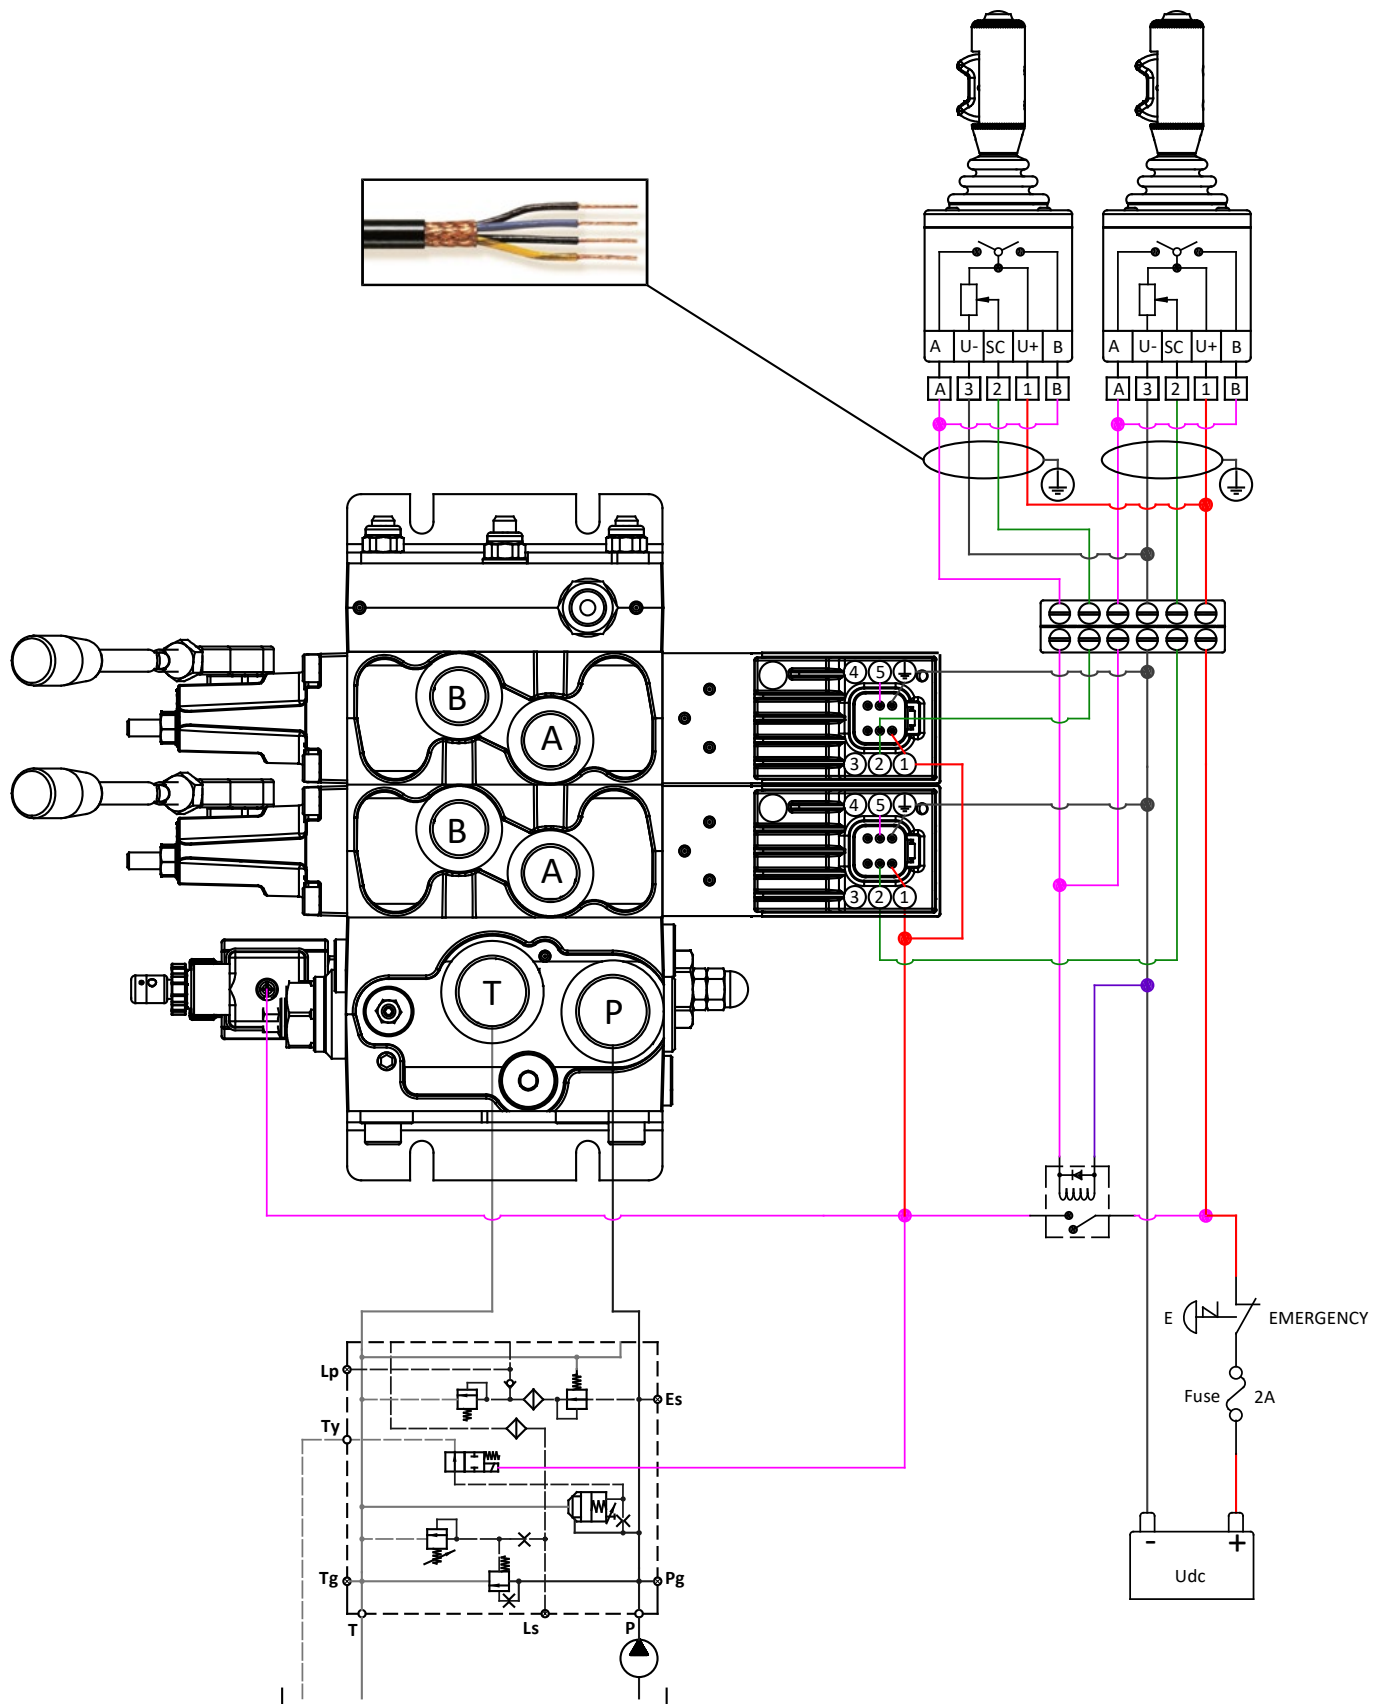 A U- SC U+ B
A U- SC U+ B
A 3 2 1 B
A 3 2 1 B
4 5
B
A
3 2 1
4 5
B
A
3 2 1
T
P
E
EMERGENCY
Lp
Fuse 2A
Es
Ty
- +
Udc
Tg
Pg
T
Ls
P